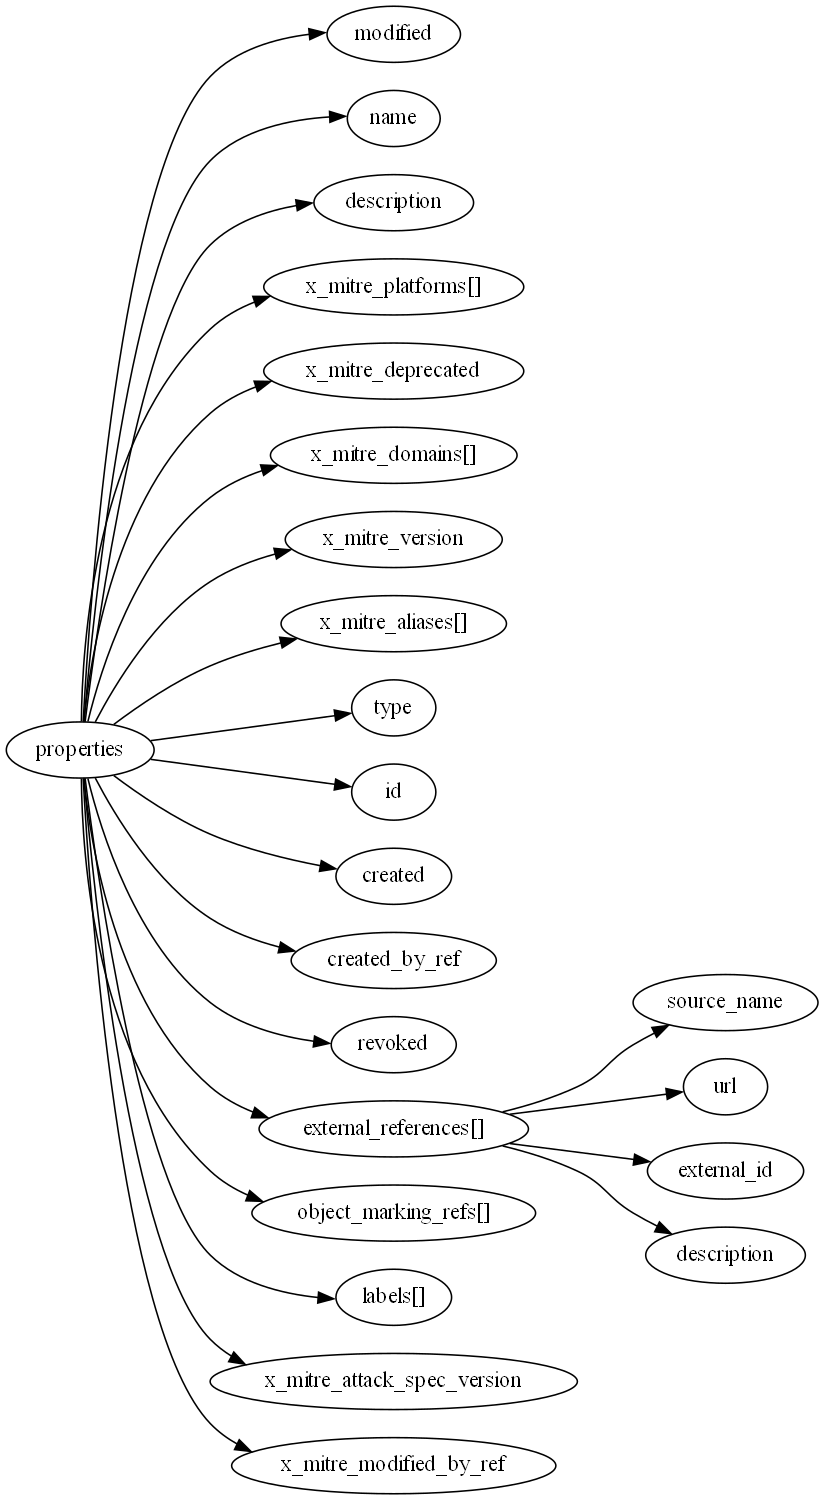 modified
name
description
x_mitre_platforms[]
x_mitre_deprecated
x_mitre_domains[]
x_mitre_version
x_mitre_aliases[]
type
properties
id
created
created_by_ref
revoked
source_name
url
external_references[]
external_id
object_marking_refs[]
description
labels[]
x_mitre_attack_spec_version
x_mitre_modified_by_ref